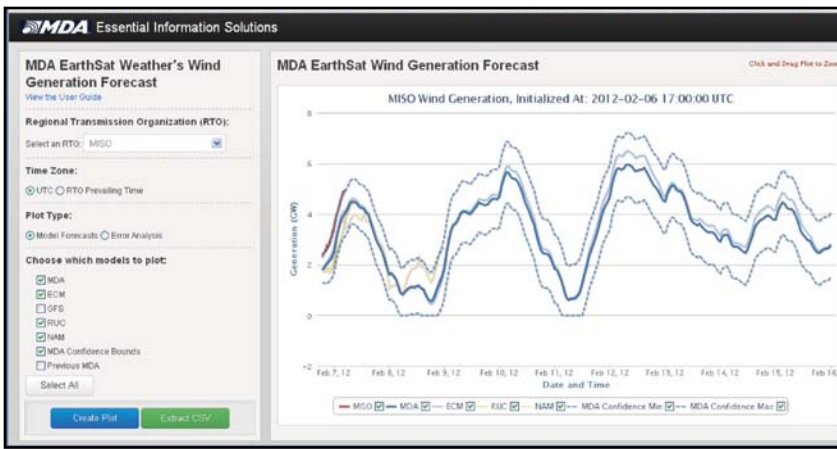 MDA Essential Information Solutions
MDA EarthSat Weather's Wind
Generation Forecast
View the User Guide
Regional Transmission Organization (RTO):
Select an RTO: MISO
Time Zone:
UTC RTO Prevailing Time
Plot Type:
Model Forecasts Error Analysis
Choose which models to plot:
MDA
ECM
GFS
RUC
NAM
MDA Confidence Bounds
Previous MDA
Select All
Create Plot Extract CSV
MDA EarthSat Wind Generation Forecast
Click and Drag Plot to Zoom
MISO Wind Generation, Initialized At: 2012-02-06 17:00:00 UTC
Generation (GW)
8
6
4
2
0
-2
Feb 7, 12 Feb 8, 12 Feb 9, 12 Feb 10, 12 Feb 11, 12 Feb 12, 12 Feb 13, 12 Feb 14, 12 Feb 15, 12 Feb 16,
Date and Time
MISO MDA ECM RUC NAM MDA Confidence Min MDA Confidence Max